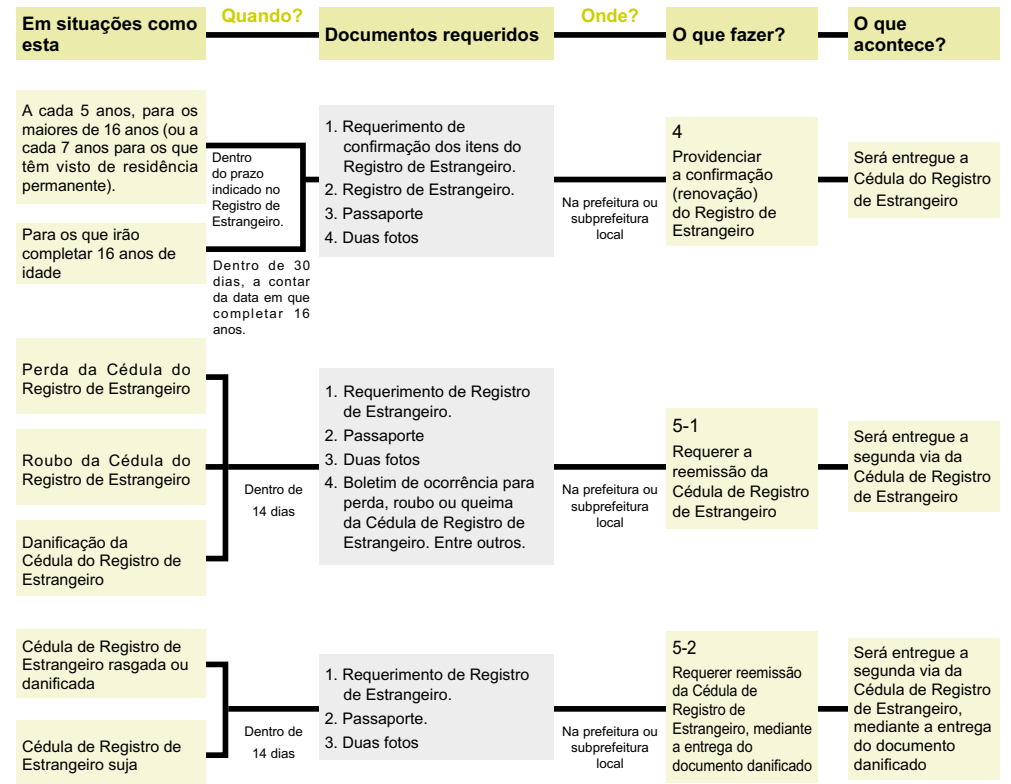 Em situações como
esta
Quando?
Documentos requeridos
Onde?
O que fazer?
O que
acontece?
A cada 5 anos, para os
maiores de 16 anos (ou a
cada 7 anos para os que
têm visto de residência
permanente).
Para os que irão
completar 16 anos de
idade
Dentro
do prazo
indicado no
Registro de
Estrangeiro.
Dentro de 30
dias, a contar
da data em que
completar 16
anos.
1. Requerimento de
confirmação dos itens do
Registro de Estrangeiro.
2. Registro de Estrangeiro.
3. Passaporte
4. Duas fotos
Na prefeitura ou
subprefeitura
local
4
Providenciar
a confirmação
(renovação)
do Registro de
Estrangeiro
Será entregue a
Cédula do Registro
de Estrangeiro
Perda da Cédula do
Registro de Estrangeiro
Roubo da Cédula do
Registro de Estrangeiro
Danificação da
Cédula do Registro de
Estrangeiro
Dentro de
14 dias
1. Requerimento de Registro
de Estrangeiro.
2. Passaporte
3. Duas fotos
4. Boletim de ocorrência para
perda, roubo ou queima
da Cédula de Registro de
Estrangeiro. Entre outros.
Na prefeitura ou
subprefeitura
local
5-1
Requerer a
reemissão da
Cédula de Registro
de Estrangeiro
Será entregue a
segunda via da
Cédula de Registro
de Estrangeiro
Cédula de Registro de
Estrangeiro rasgada ou
danificada
Cédula de Registro de
Estrangeiro suja
Dentro de
14 dias
1. Requerimento de Registro
de Estrangeiro.
2. Passaporte.
3. Duas fotos
Na prefeitura ou
subprefeitura
local
5-2
Requerer reemissão
da Cédula de
Registro de
Estrangeiro, mediante
a entrega do
documento danificado
Será entregue a
segunda via da
Cédula de Registro
de Estrangeiro,
mediante a entrega
do documento
danificado